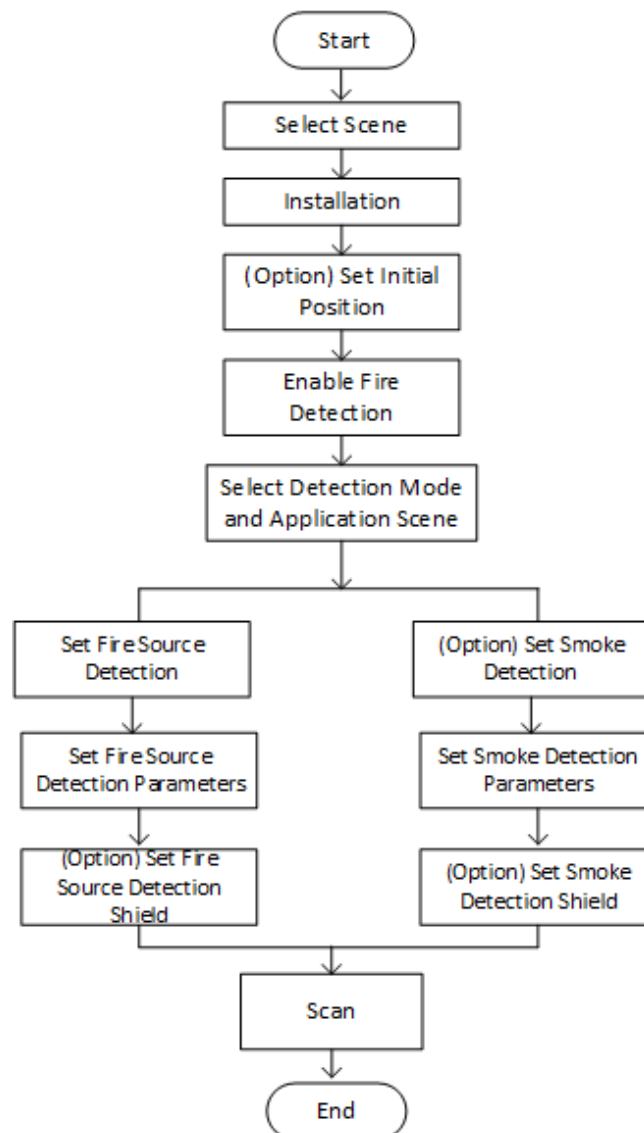 Start
Select Scene
Installation
(Option) Set Initial
Position
Enable Fire
Detection
Select Detection Mode
and Application Scene
Set Fire Source
Detection
Set Fire Source
Detection Parameters
(Option) Set Fire
Source Detection
Shield
(Option) Set Smoke
Detection
Set Smoke Detection
Parameters
(Option) Set Smoke
Detection Shield
Scan
End